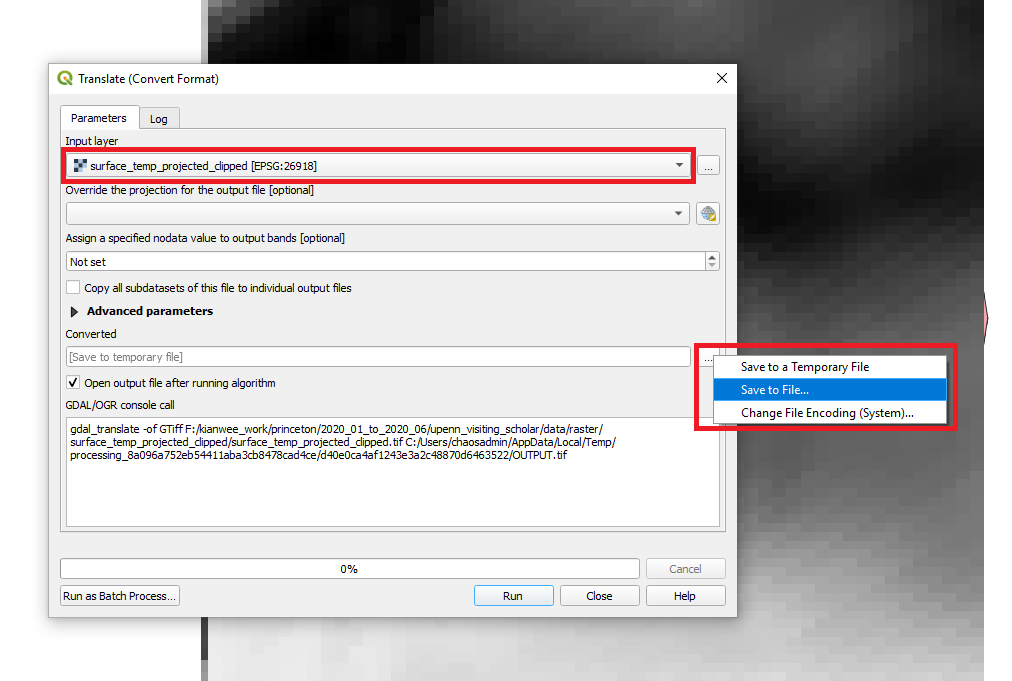 Translate (Convert Format)
Parameters
Log
Input layer
surface_temp_projected_clipped [EPSG:26918]
...
Override the projection for the output file [optional]
Assign a specified nodata value to output bands [optional]
Not set
Copy all subdatasets of this file to individual output files
Advanced parameters
Converted
[Save to temporary file]
...
Save to a Temporary File
Save to File...
Change File Encoding (System)...
Open output file after running algorithm
GDAL/OGR console call
gdal_translate -of GTiff F:/kianwee_work/princeton/2020_01_to_2020_06/upenn_visiting_scholar/data/raster/
surface_temp_projected_clipped/surface_temp_projected_clipped.tif C:/Users/chaosadmin/AppData/Local/Temp/
processing_8a096a752eb54411aba3cb8478cad4ce/d40e0ca4af1243e3a2c48870d6463522/OUTPUT.tif
0%
Cancel
Run as Batch Process...
Run
Close
Help